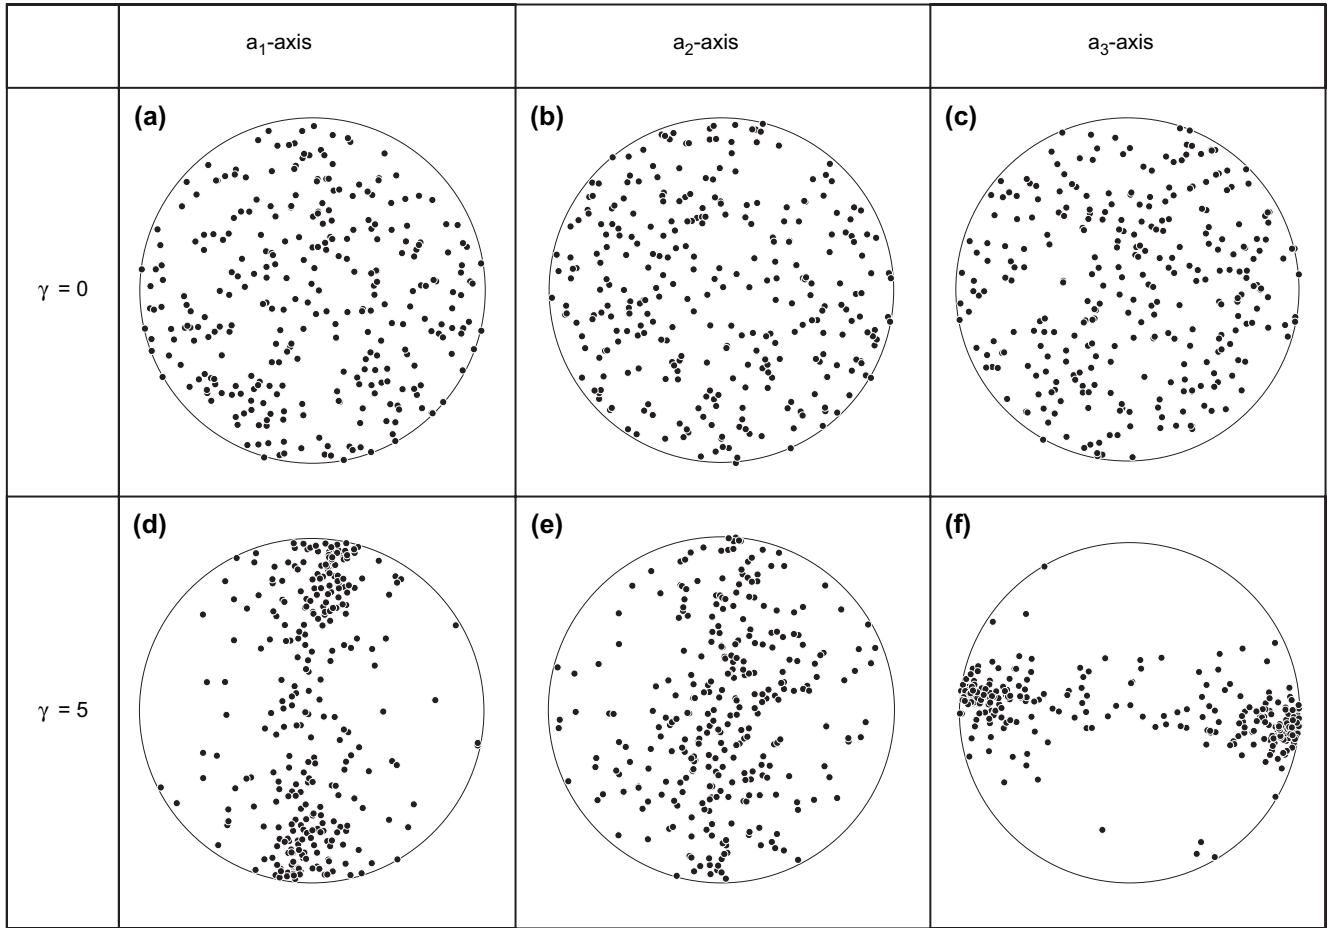 a1-axis a2-axis a3-axis
(a) (b) (c)
γ = 0
(d) (e) (f)
γ = 5